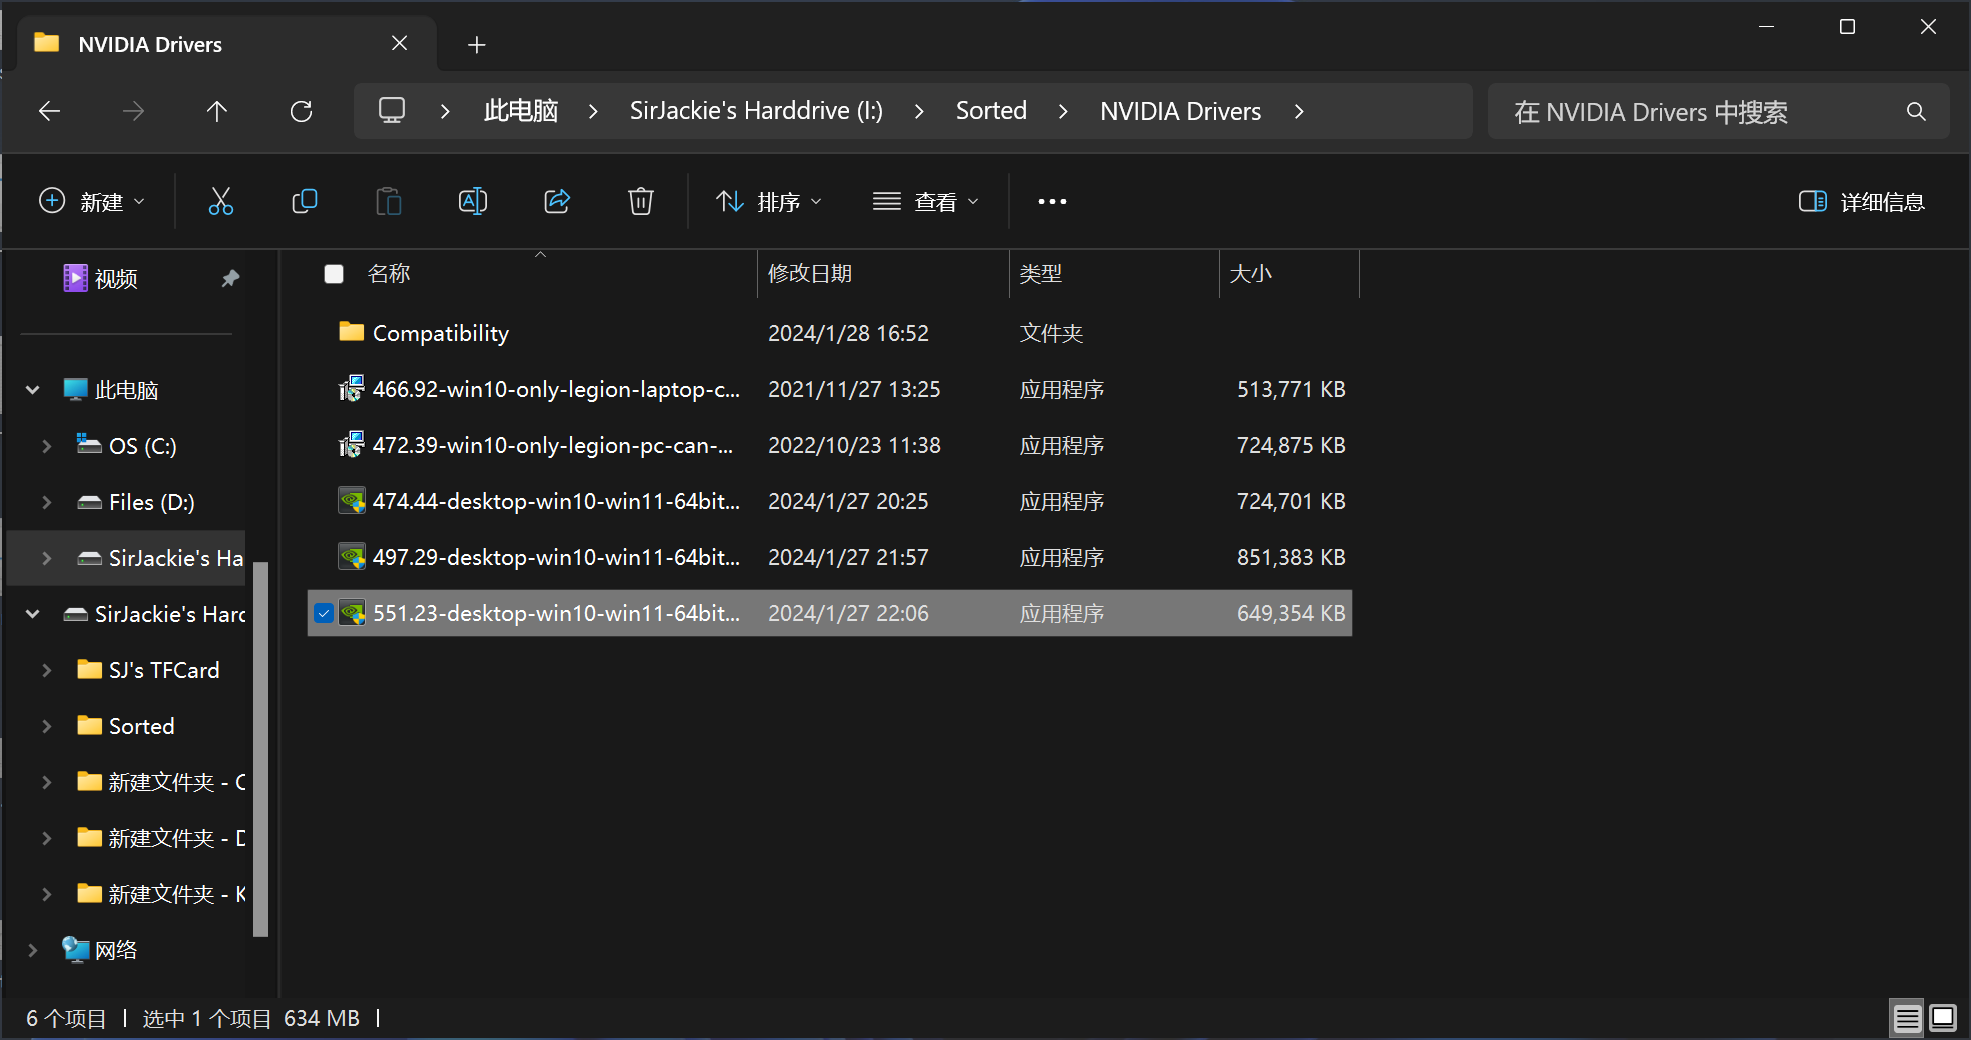 NVIDIA Drivers
此电脑 SirJackie's Harddrive (I:) Sorted NVIDIA Drivers
在 NVIDIA Drivers 中搜索
新建 排序 查看 详细信息
视频
此电脑
OS (C:)
Files (D:)
SirJackie's Ha
SirJackie's Hard
SJ's TFCard
Sorted
新建文件夹 - C
新建文件夹 - D
新建文件夹 - K
网络
名称 修改日期 类型 大小
Compatibility 2024/1/28 16:52 文件夹
466.92-win10-only-legion-laptop-c... 2021/11/27 13:25 应用程序 513,771 KB
472.39-win10-only-legion-pc-can-... 2022/10/23 11:38 应用程序 724,875 KB
474.44-desktop-win10-win11-64bit... 2024/1/27 20:25 应用程序 724,701 KB
497.29-desktop-win10-win11-64bit... 2024/1/27 21:57 应用程序 851,383 KB
551.23-desktop-win10-win11-64bit... 2024/1/27 22:06 应用程序 649,354 KB
6 个项目 选中 1 个项目 634 MB